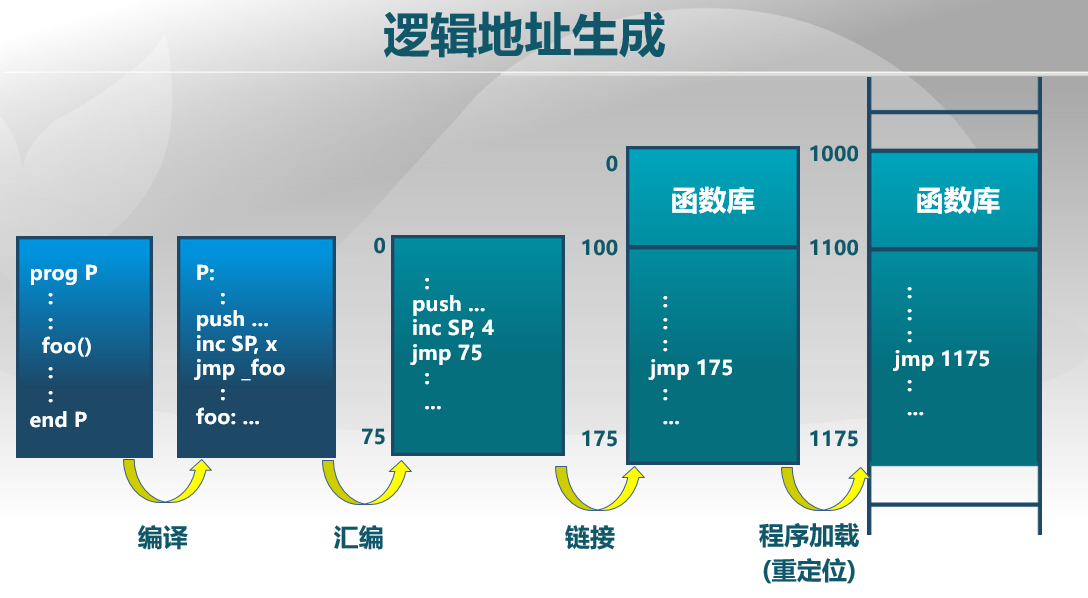 逻辑地址生成
prog P
:
:
foo()
:
:
end P
P:
:
push ...
inc SP, x
jmp _foo
:
foo: ...
0
75
:
push ...
inc SP, 4
jmp 75
:
...
0
100
175
函数库
:
:
:
jmp 175
:
...
1000
1100
1175
函数库
:
:
:
jmp 1175
:
...
编译
汇编
链接
程序加载
(重定位)